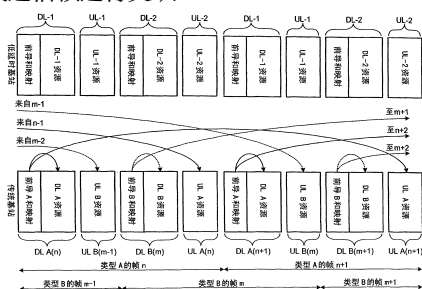 DL-1 UL-1 DL-2 UL-2 DL-1 UL-1 DL-2 UL-2
低延时基站
前导和映射
DL-1资源
UL-1资源
前导和映射
DL-2资源
UL-2资源
前导和映射
DL-1资源
UL-1资源
前导和映射
DL-2资源
UL-2资源
来自m-1
来自n-1
来自m-2
至m+1
至n+2
至m+2
传统基站
前导A和映射
DL A资源
UL B资源
前导B和映射
DL B资源
UL A资源
前导A和映射
DL A资源
UL B资源
前导B和映射
DL B资源
UL A资源
DL A(n) UL B(m-1) DL B(m) UL A(n) DL A(n+1) UL B(m) DL B(m+1) UL A(n+1)
类型A的帧n 类型A的帧n+1
类型B的帧m-1 类型B的帧m 类型B的帧m+1